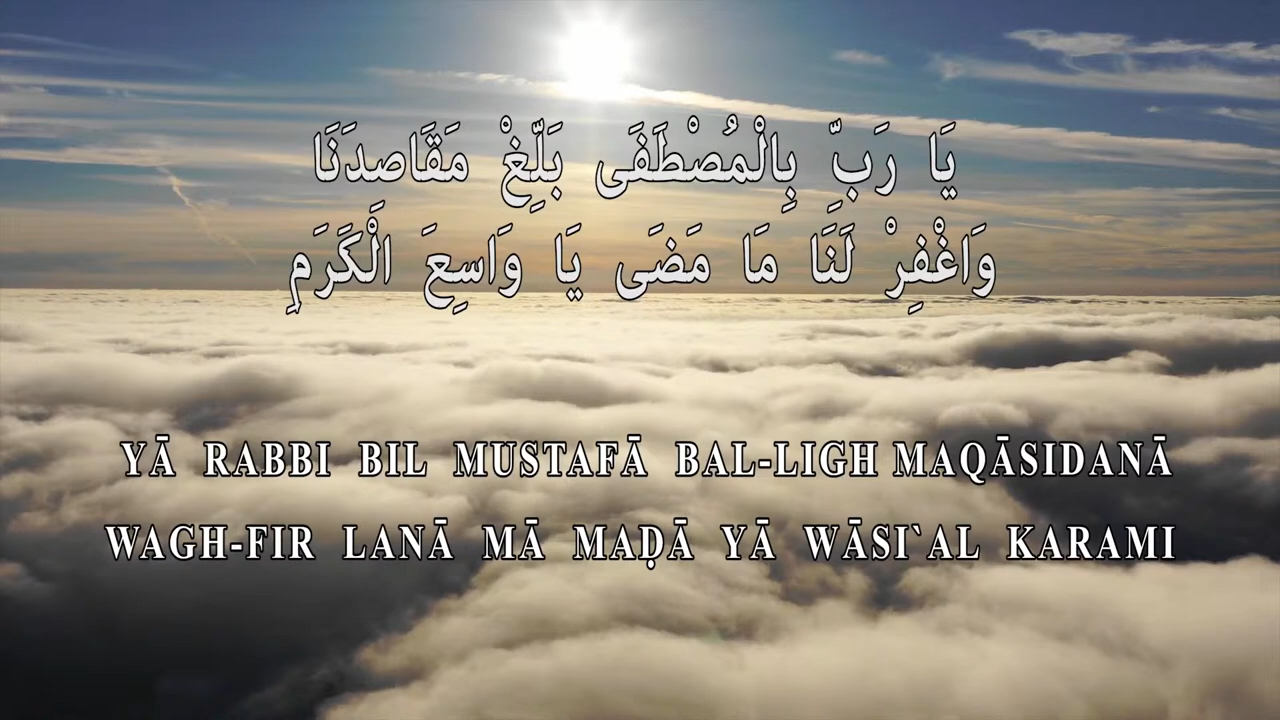 يَا رَبِّ بِالْمُصْطَفَى بَلِّغْ مَقَاصِدَنَا
وَاغْفِرْ لَنَا مَا مَضَى يَا وَاسِعَ الْكَرَمِ
YĀ RABBI BIL MUSTAFĀ BAL-LIGH MAQĀSIDANĀ
WAGH-FIR LANĀ MĀ MAḌĀ YĀ WĀSI`AL KARAMI